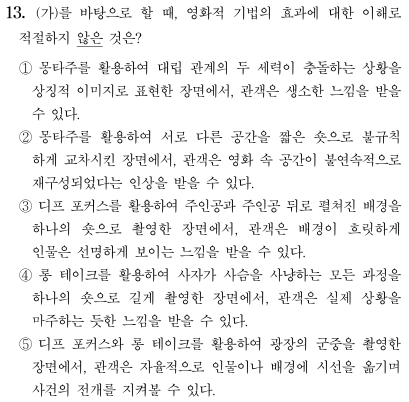 13. (가)를 바탕으로 할 때, 영화적 기법의 효과에 대한 이해로
적절하지 않은 것은?
① 몽타주를 활용하여 대립 관계의 두 세력이 충돌하는 상황을
상징적 이미지로 표현한 장면에서, 관객은 생소한 느낌을 받을
수 있다.
② 몽타주를 활용하여 서로 다른 공간을 짧은 숏으로 불규칙
하게 교차시킨 장면에서, 관객은 영화 속 공간이 불연속적으로
재구성되었다는 인상을 받을 수 있다.
③ 디프 포커스를 활용하여 주인공과 주인공 뒤로 펼쳐진 배경을
하나의 숏으로 촬영한 장면에서, 관객은 배경이 흐릿하게
인물은 선명하게 보이는 느낌을 받을 수 있다.
④ 롱 테이크를 활용하여 사자가 사슴을 사냥하는 모든 과정을
하나의 숏으로 길게 촬영한 장면에서, 관객은 실제 상황을
마주하는 듯한 느낌을 받을 수 있다.
⑤ 디프 포커스와 롱 테이크를 활용하여 광장의 군중을 촬영한
장면에서, 관객은 자율적으로 인물이나 배경에 시선을 옮기며
사건의 전개를 지켜볼 수 있다.